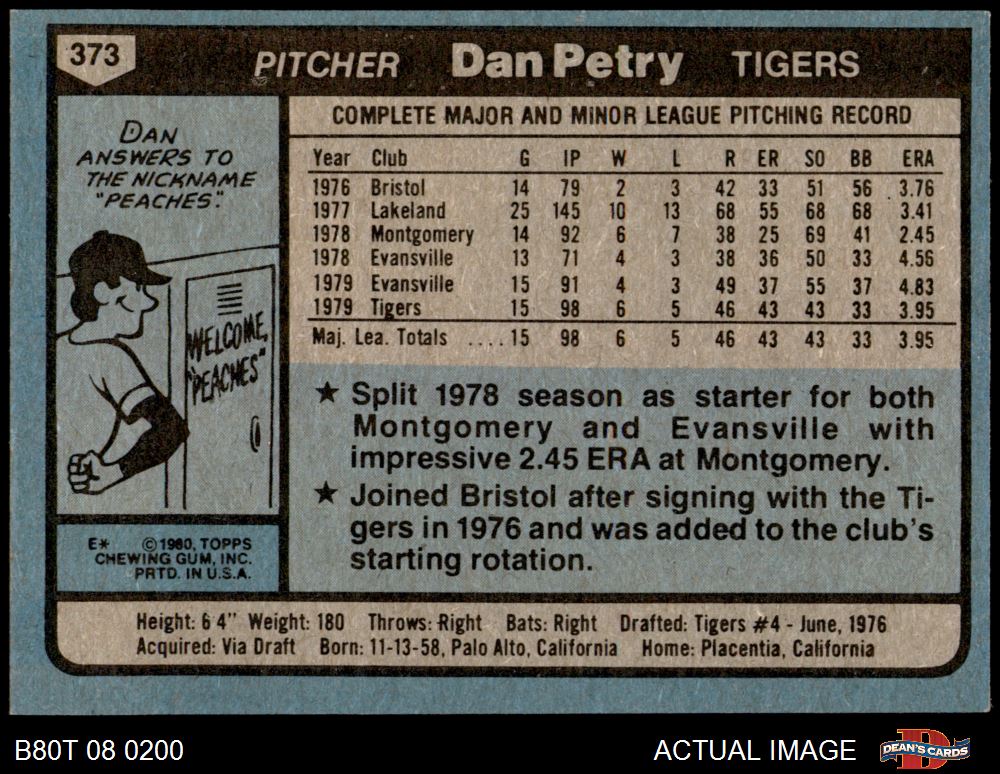 373
PITCHER Dan Petry TIGERS
DAN
ANSWERS TO
THE NICKNAME
"PEACHES".
WELCOME,
"PEACHES"
E* © 1980, TOPPS
CHEWING GUM, INC.
PRTD. IN U.S.A.
COMPLETE MAJOR AND MINOR LEAGUE PITCHING RECORD
Year Club G IP W L R ER SO BB ERA
1976 Bristol 14 79 2 3 42 33 51 56 3.76
1977 Lakeland 25 145 10 13 68 55 68 68 3.41
1978 Montgomery 14 92 6 7 38 25 69 41 2.45
1978 Evansville 13 71 4 3 38 36 50 33 4.56
1979 Evansville 15 91 4 3 49 37 55 37 4.83
1979 Tigers 15 98 6 5 46 43 43 33 3.95
Maj. Lea. Totals ....15 98 6 5 46 43 43 33 3.95
★ Split 1978 season as starter for both
Montgomery and Evansville with
impressive 2.45 ERA at Montgomery.
★ Joined Bristol after signing with the Ti-
gers in 1976 and was added to the club's
starting rotation.
Height: 6'4" Weight: 180 Throws: Right Bats: Right Drafted: Tigers #4 - June, 1976
Acquired: Via Draft Born: 11-13-58, Palo Alto, California Home: Placentia, California
B80T 08 0200 ACTUAL IMAGE DEAN'S CARDS